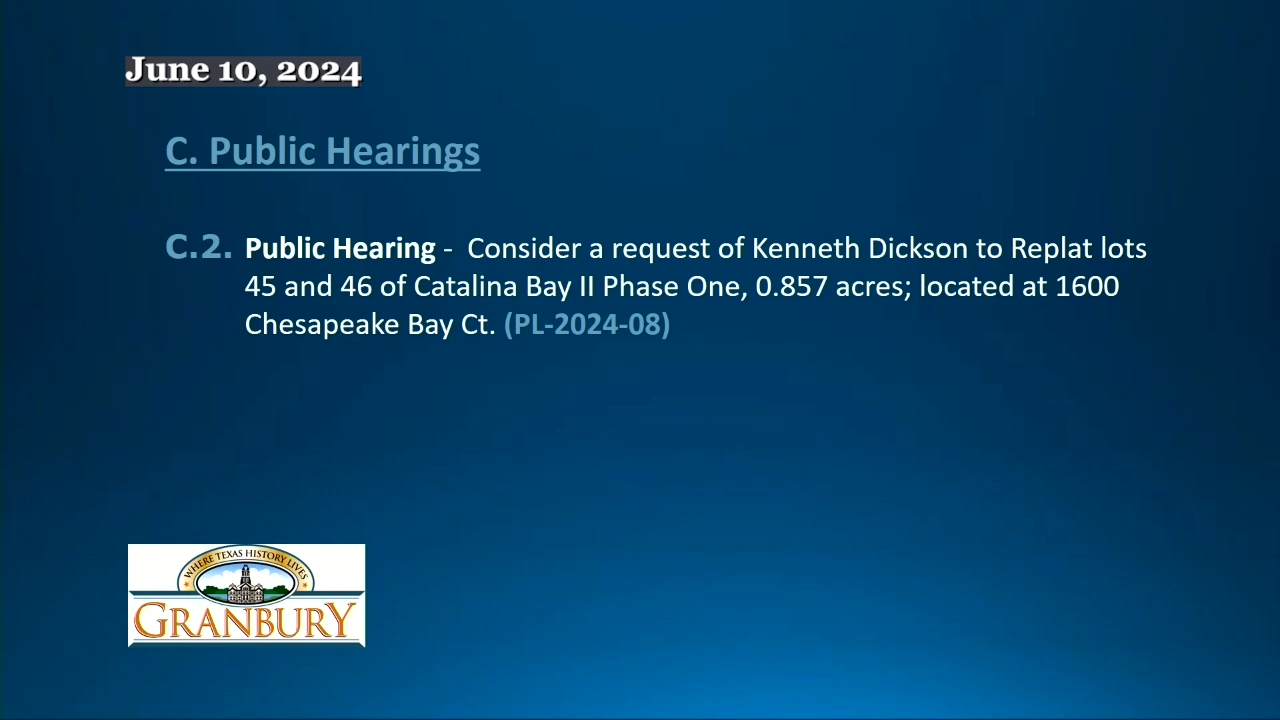 June 10, 2024
C. Public Hearings
C.2. Public Hearing - Consider a request of Kenneth Dickson to Replat lots
45 and 46 of Catalina Bay II Phase One, 0.857 acres; located at 1600
Chesapeake Bay Ct. (PL-2024-08)
WHERE TEXAS HISTORY LIVES
GRANBURY